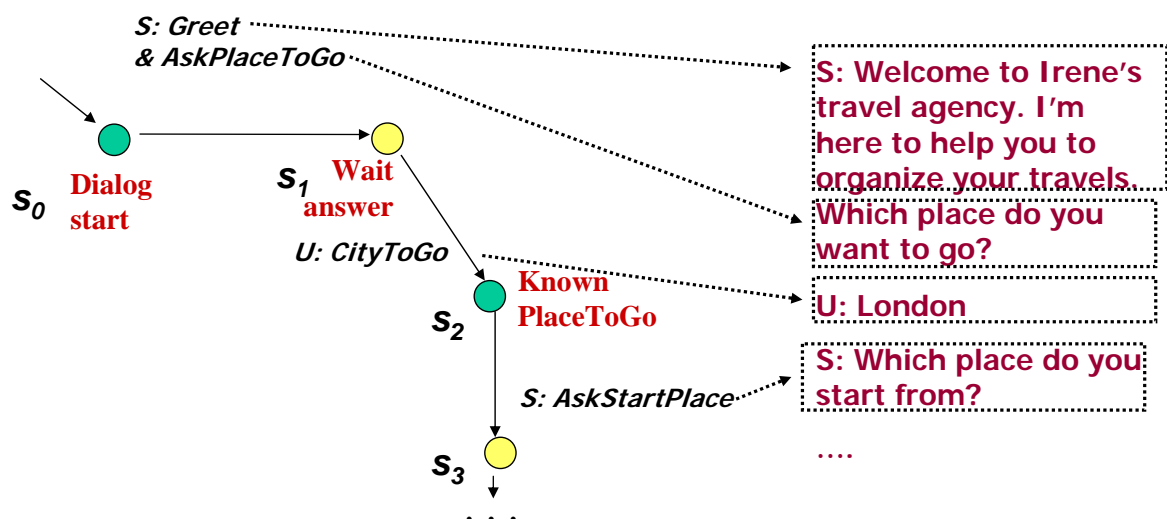 S: Greet
& AskPlaceToGo
S: Welcome to Irene's
travel agency. I'm
here to help you to
organize your travels.
s0
Dialog
start
s1
Wait
answer
Which place do you
want to go?
U: CityToGo
s2
Known
PlaceToGo
U: London
S: AskStartPlace
S: Which place do you
start from?
....
s3
...